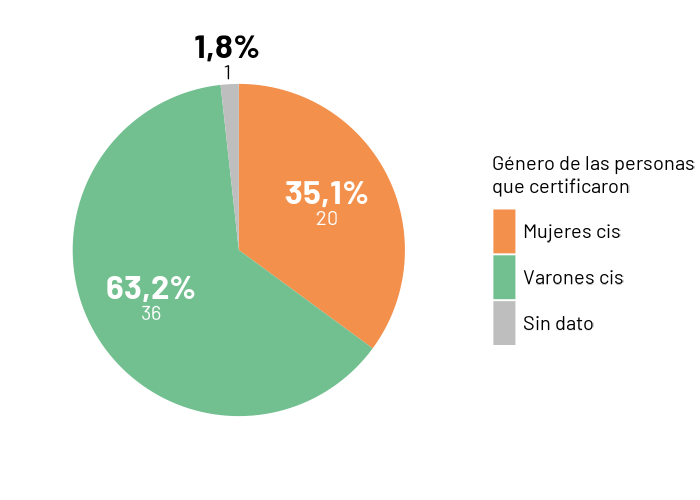 1,8%
1
35,1%
20
63,2%
36
Género de las personas
que certificaron
Mujeres cis
Varones cis
Sin dato